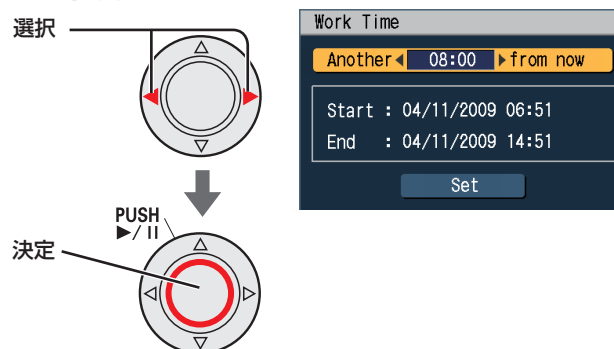 選択
PUSH
▶/II
決定
Work Time
Another◀ 08:00 ▶from now
Start : 04/11/2009 06:51
End : 04/11/2009 14:51
Set